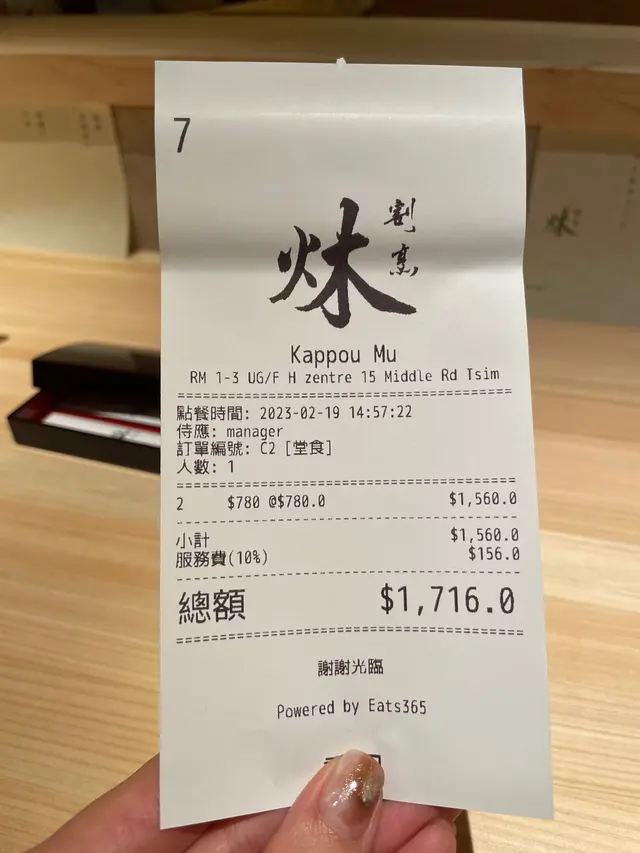 7
割烹
Kappou Mu
RM 1-3 UG/F H zentre 15 Middle Rd Tsim
點餐時間: 2023-02-19 14:57:22
侍應: manager
訂單編號: C2 [堂食]
人數: 1
2 $780 @$780.0 $1,560.0
小計 $1,560.0
服務費(10%) $156.0
總額 $1,716.0
謝謝光臨
Powered by Eats365